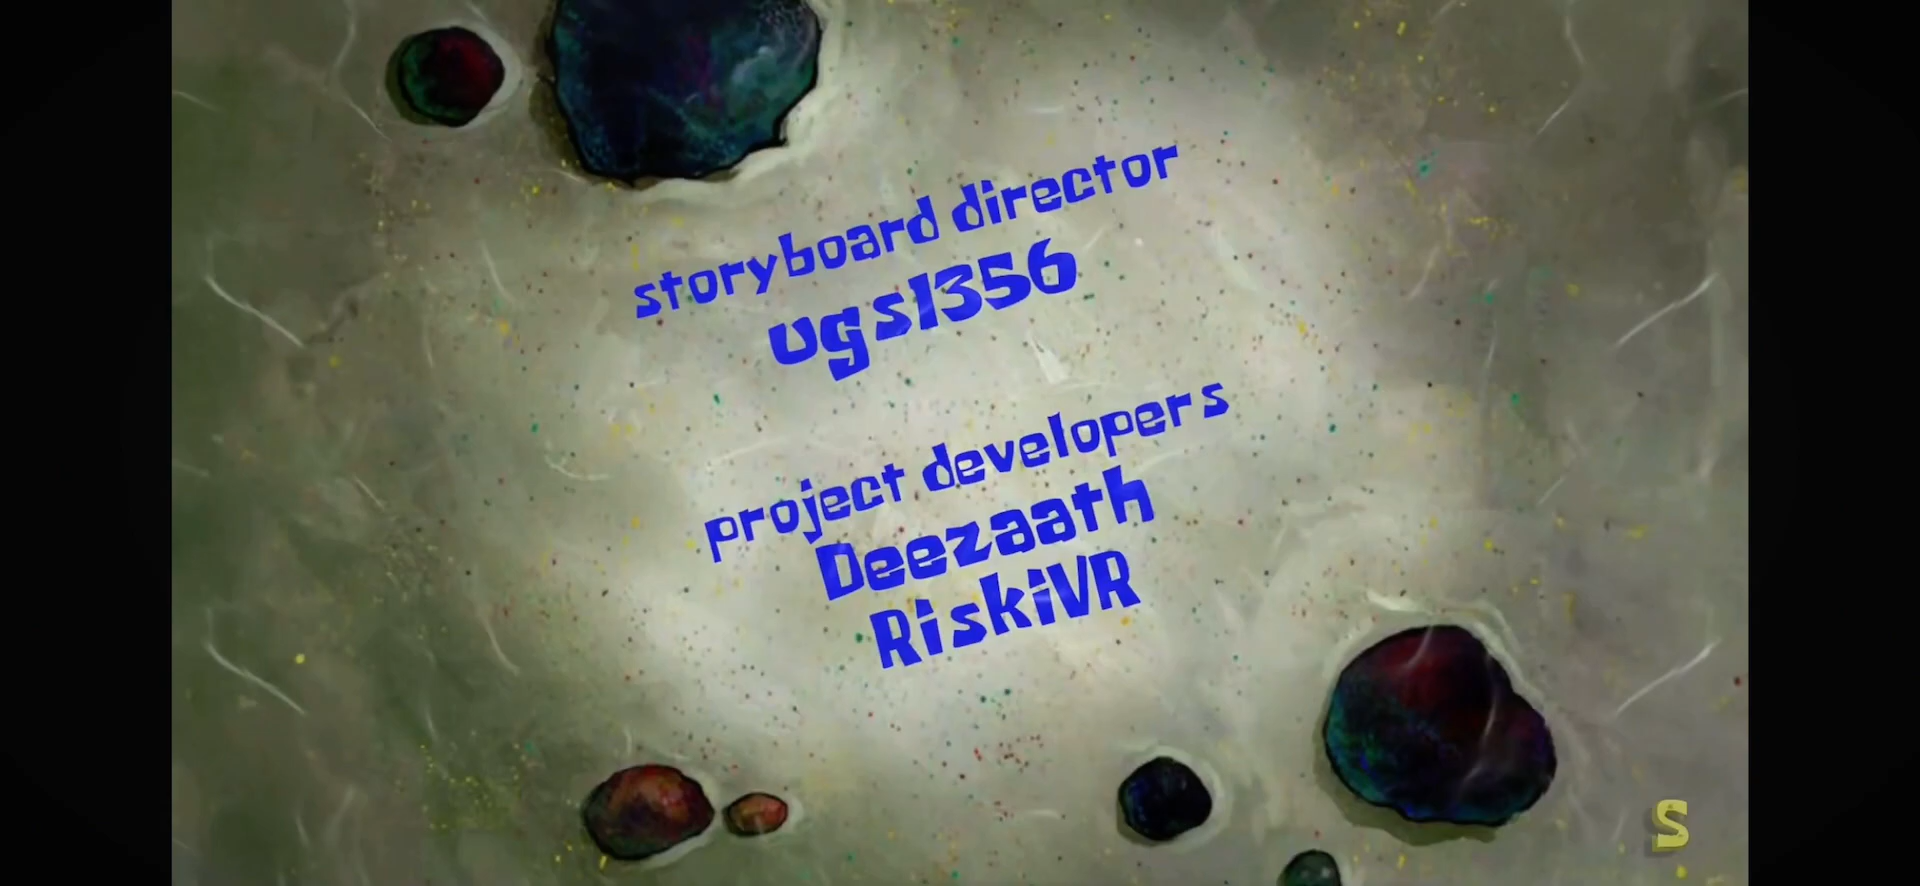 storyboard director
ugs1356
project developers
Deezaath
RiskiVR
S